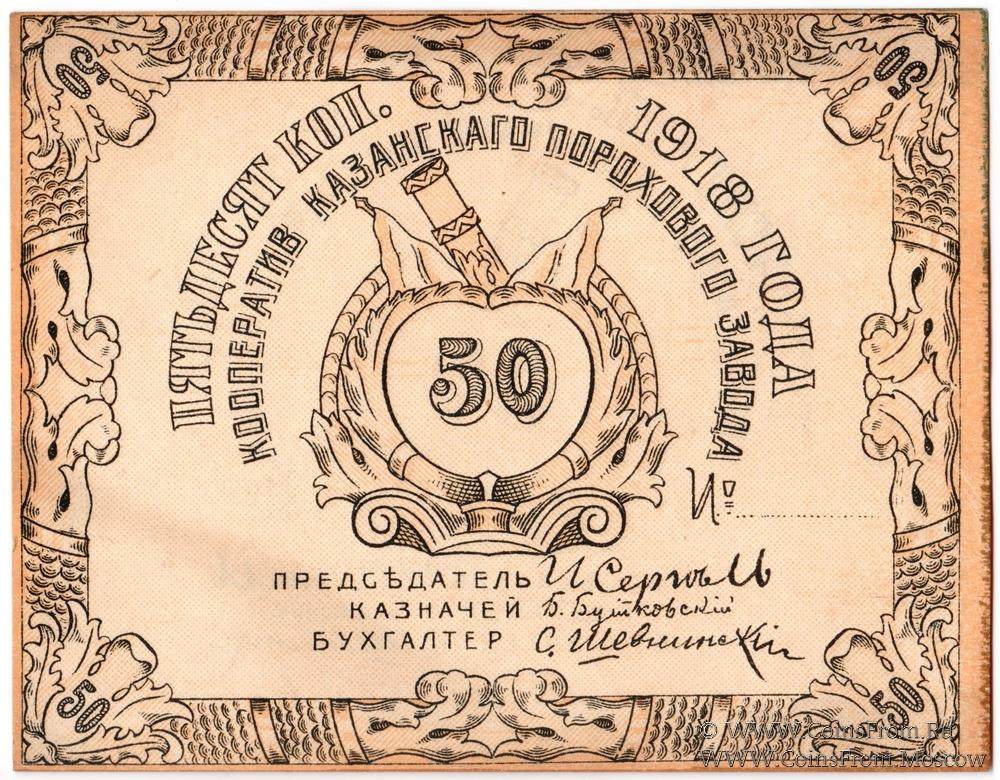 50
50
ПЯТЬДЕСЯТ КОП. 1918 ГОДА
КООПЕРАТИВ КАЗАНСКАГО ПОРОХОВОГО ЗАВОДА
50
№
ПРЕДСѢДАТЕЛЬ И
КАЗНАЧЕЙ Б. Бутковскій
БУХГАЛТЕР С.
50
50
© WWW.CoinsFrom.Ru
WWW.CoinsFrom.Moscow